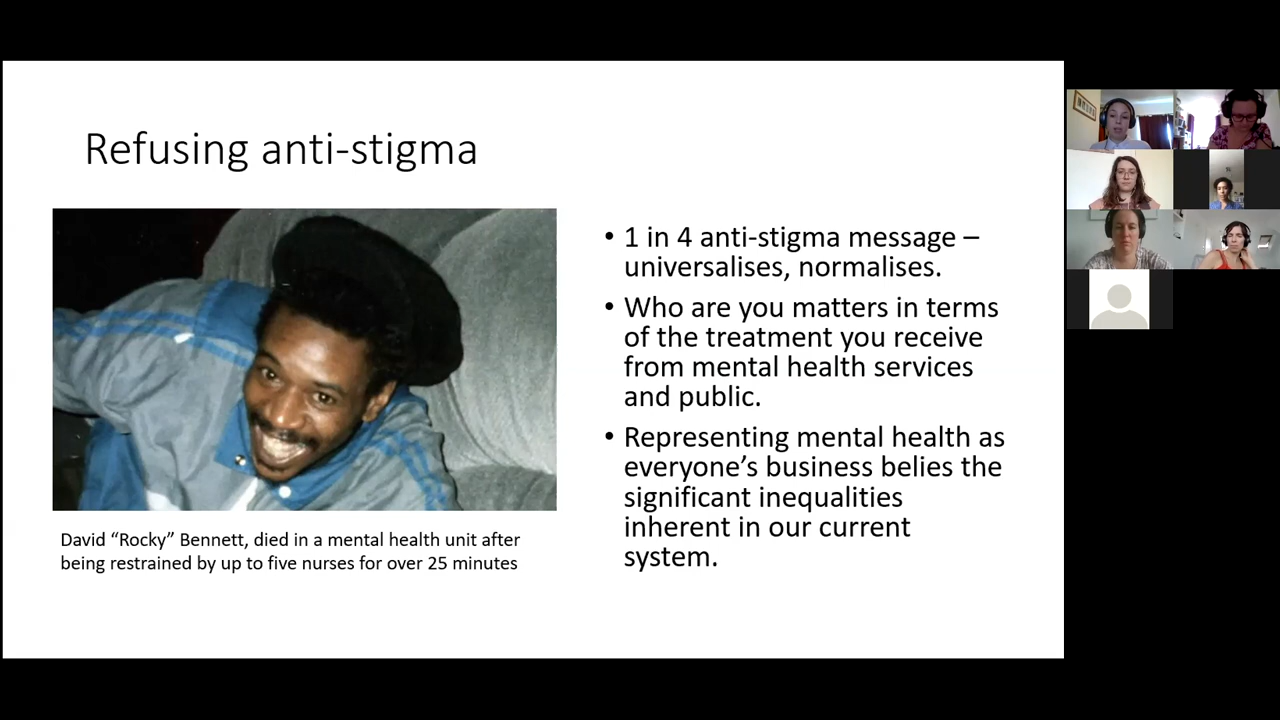 Refusing anti-stigma
• 1 in 4 anti-stigma message –
universalises, normalises.
• Who are you matters in terms
of the treatment you receive
from mental health services
and public.
• Representing mental health as
everyone’s business belies the
significant inequalities
inherent in our current
system.
David “Rocky” Bennett, died in a mental health unit after
being restrained by up to five nurses for over 25 minutes